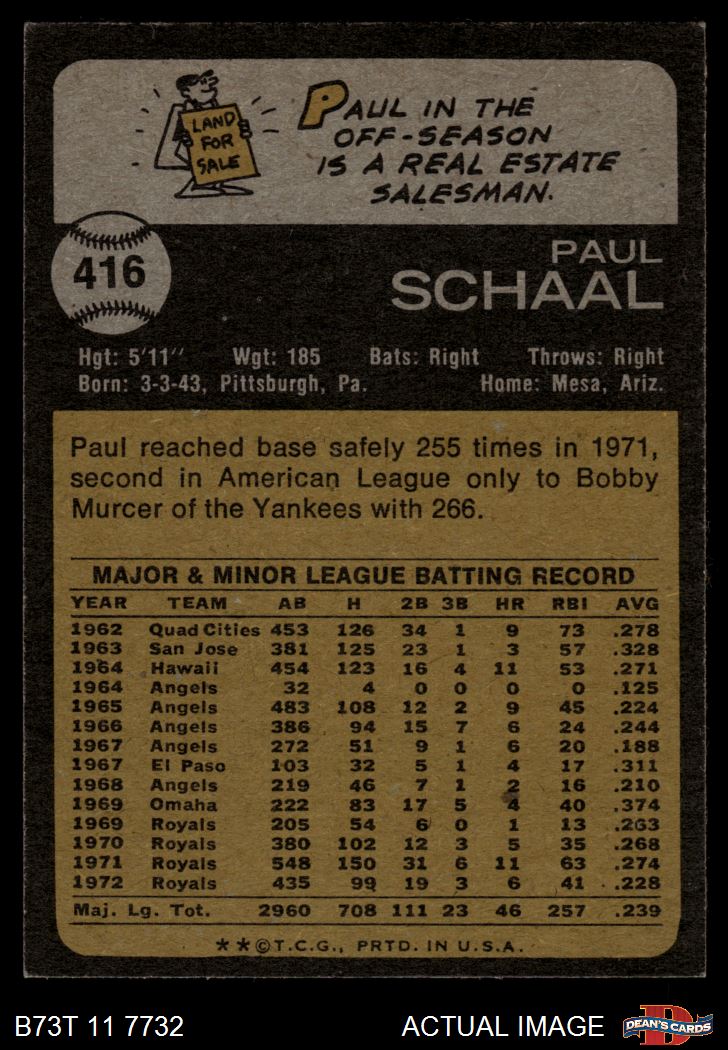 LAND
FOR
SALE
PAUL IN THE
OFF-SEASON
IS A REAL ESTATE
SALESMAN.
416
PAUL
SCHAAL
Hgt: 5'11" Wgt: 185 Bats: Right Throws: Right
Born: 3-3-43, Pittsburgh, Pa. Home: Mesa, Ariz.
Paul reached base safely 255 times in 1971,
second in American League only to Bobby
Murcer of the Yankees with 266.
MAJOR & MINOR LEAGUE BATTING RECORD
YEAR TEAM AB H 2B 3B HR RBI AVG
1962 Quad Cities 453 126 34 1 9 73 .278
1963 San Jose 381 125 23 1 3 57 .328
1964 Hawaii 454 123 16 4 11 53 .271
1964 Angels 32 4 0 0 0 0 .125
1965 Angels 483 108 12 2 9 45 .224
1966 Angels 386 94 15 7 6 24 .244
1967 Angels 272 51 9 1 6 20 .188
1967 El Paso 103 32 5 1 4 17 .311
1968 Angels 219 46 7 1 2 16 .210
1969 Omaha 222 83 17 5 4 40 .374
1969 Royals 205 54 6 0 1 13 .263
1970 Royals 380 102 12 3 5 35 .268
1971 Royals 548 150 31 6 11 63 .274
1972 Royals 435 99 19 3 6 41 .228
Maj. Lg. Tot. 2960 708 111 23 46 257 .239
**©T.C.G., PRTD. IN U.S.A.
B73T 11 7732 ACTUAL IMAGE D DEAN'S CARDS